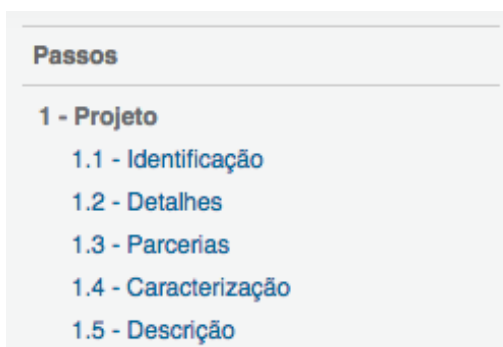 Passos
1 - Projeto
1.1 - Identificação
1.2 - Detalhes
1.3 - Parcerias
1.4 - Caracterização
1.5 - Descrição